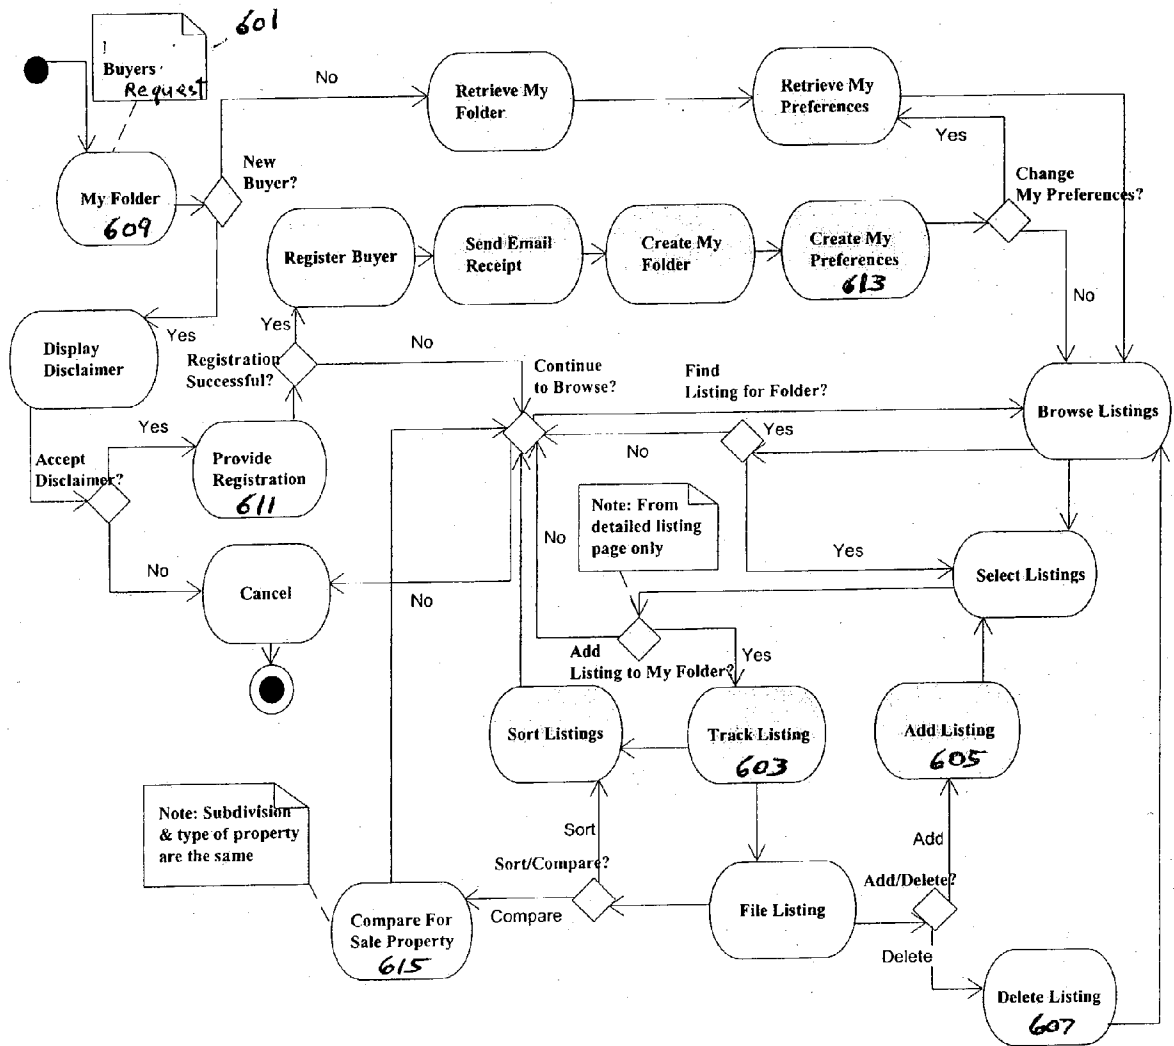 601
Buyers
Request
No
Retrieve My
Folder
Retrieve My
Preferences
Yes
New
Buyer?
Change
My Preferences?
My Folder
609
Register Buyer
Send Email
Receipt
Create My
Folder
Create My
Preferences
613
No
Yes
Yes
No
Display
Disclaimer
Registration
Successful?
Continue
to Browse?
Find
Listing for Folder?
Browse Listings
Yes
Yes
No
Accept
Disclaimer?
Provide
Registration
611
Note: From
detailed listing
page only
No
Yes
Select Listings
No
Cancel
No
Add
Listing to My Folder?
Yes
Sort Listings
Track Listing
603
Add Listing
605
Note: Subdivision
& type of property
are the same
Sort
Add
Sort/Compare?
Add/Delete?
Compare For
Sale Property
615
Compare
File Listing
Delete
Delete Listing
607